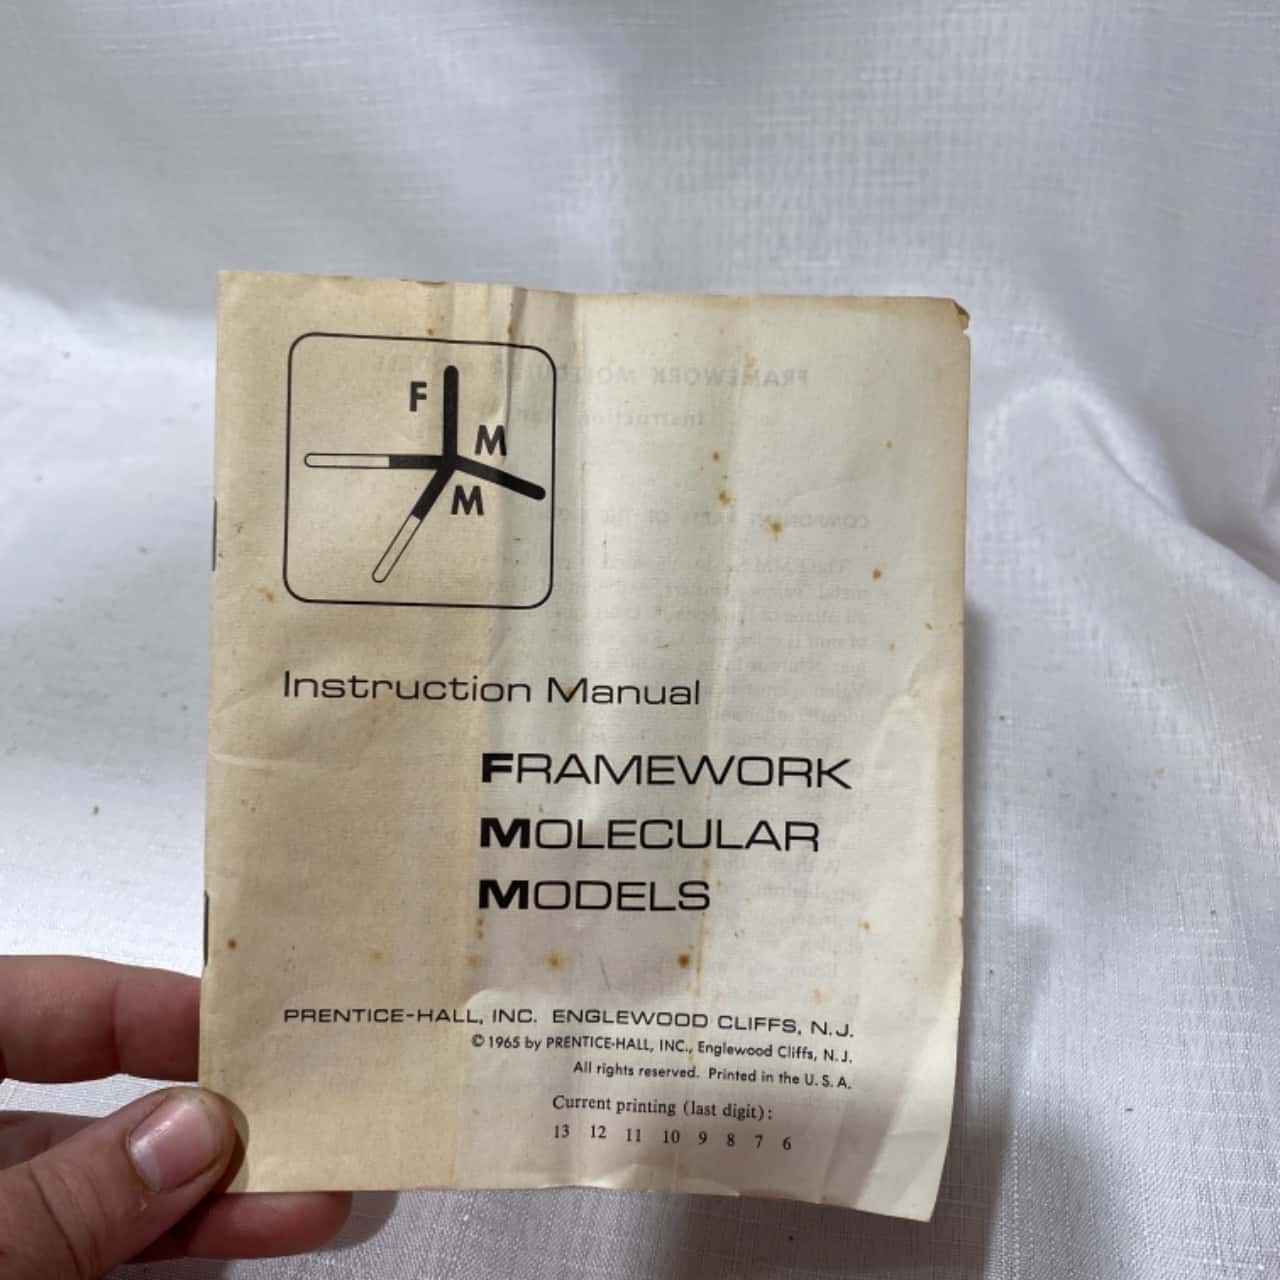 F
M
M
Instruction Manual
FRAMEWORK
MOLECULAR
MODELS
PRENTICE-HALL, INC. ENGLEWOOD CLIFFS, N.J.
© 1965 by PRENTICE-HALL, INC., Englewood Cliffs, N. J.
All rights reserved. Printed in the U. S. A.
Current printing (last digit):
13 12 11 10 9 8 7 6